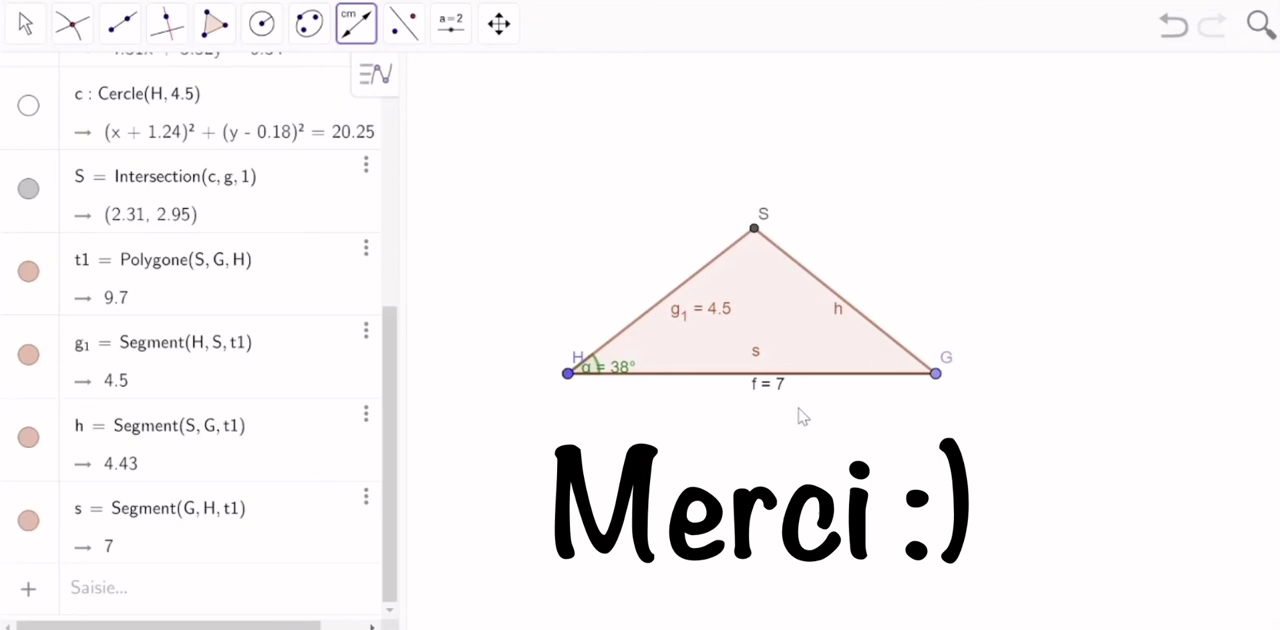 cm
a = 2
c : Cercle(H, 4.5)
→ (x + 1.24)² + (y - 0.18)² = 20.25
S = Intersection(c, g, 1)
→ (2.31, 2.95)
t1 = Polygone(S, G, H)
→ 9.7
g₁ = Segment(H, S, t1)
→ 4.5
h = Segment(S, G, t1)
→ 4.43
s = Segment(G, H, t1)
→ 7
+ Saisie...
S
g₁ = 4.5
h
s
H
α = 38°
G
f = 7
Merci :)